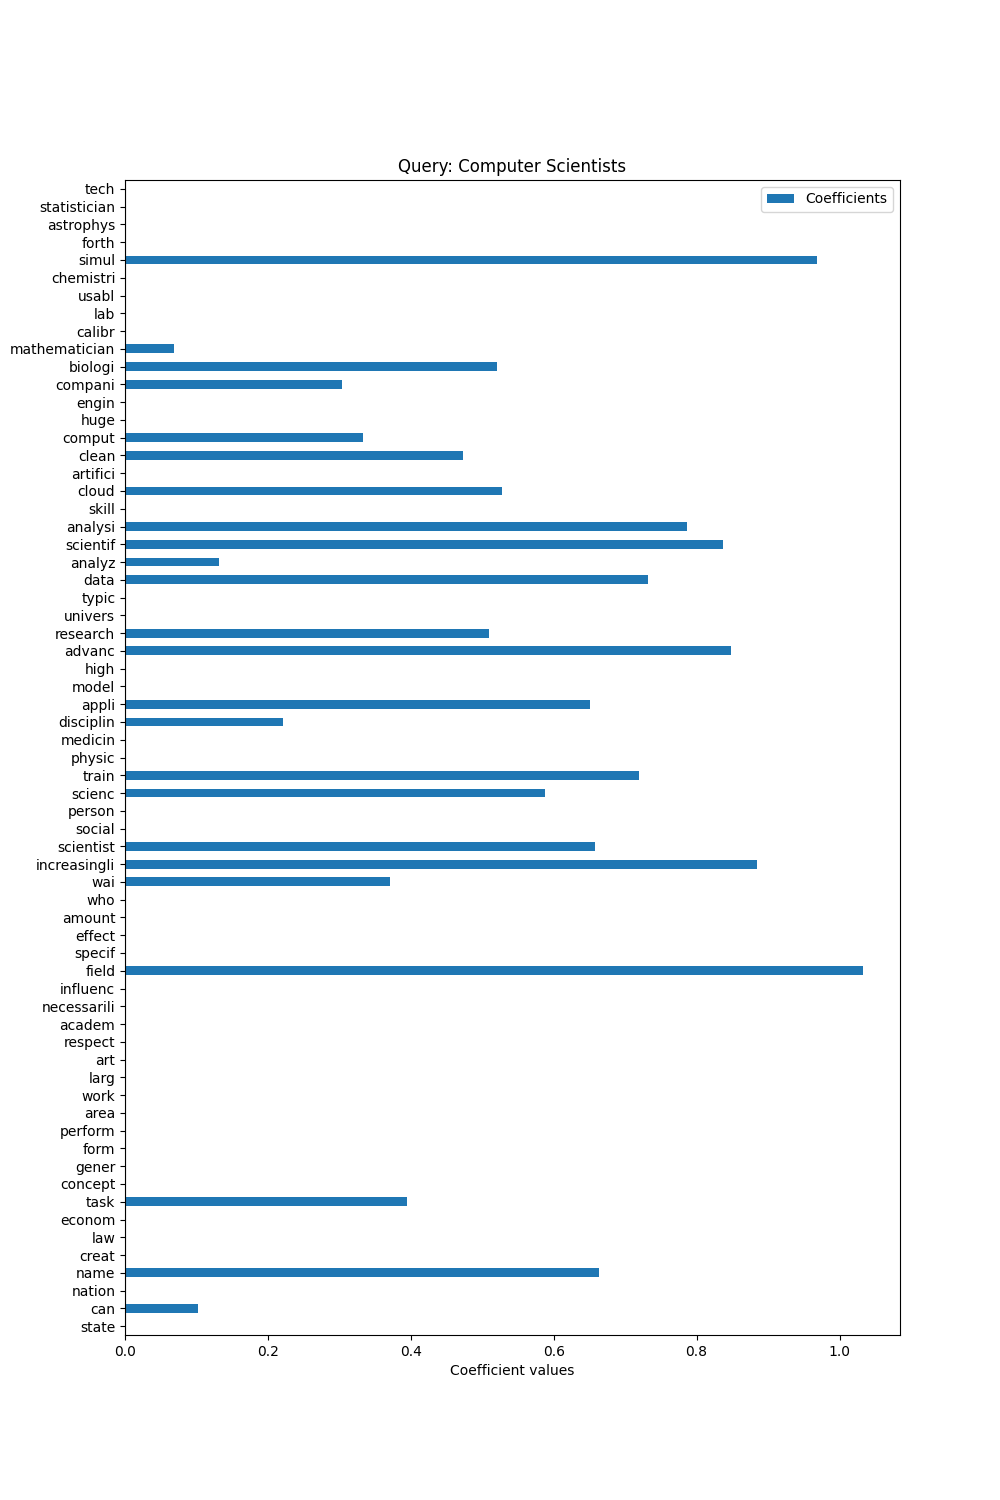 Query: Computer Scientists
Coefficients
tech
statistician
astrophys
forth
simul
chemistri
usabl
lab
calibr
mathematician
biologi
compani
engin
huge
comput
clean
artifici
cloud
skill
analysi
scientif
analyz
data
typic
univers
research
advanc
high
model
appli
disciplin
medicin
physic
train
scienc
person
social
scientist
increasingli
wai
who
amount
effect
specif
field
influenc
necessarili
academ
respect
art
larg
work
area
perform
form
gener
concept
task
econom
law
creat
name
nation
can
state
0.0 0.2 0.4 0.6 0.8 1.0
Coefficient values